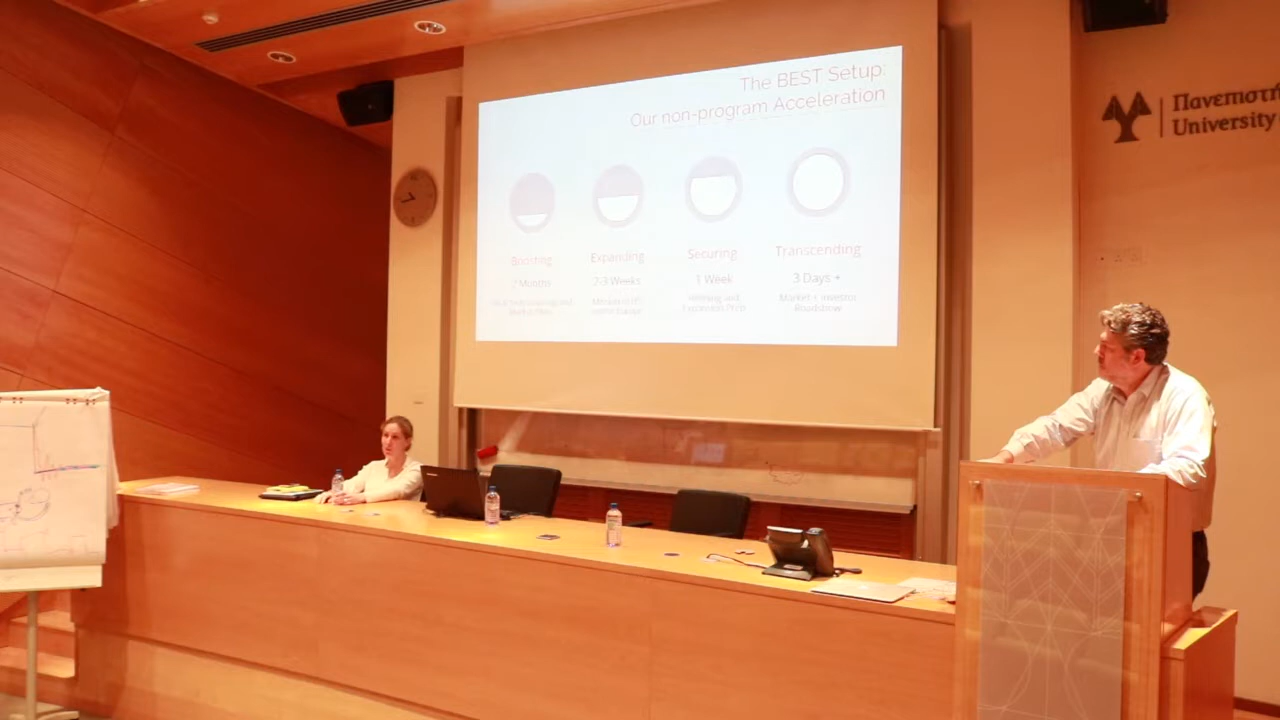 The BEST Setup:
Our non-program Acceleration
Boosting
2 Months
Expanding
2-3 Weeks
Securing
1 Week
Transcending
3 Days +
Market + Investor
Roadshow
University